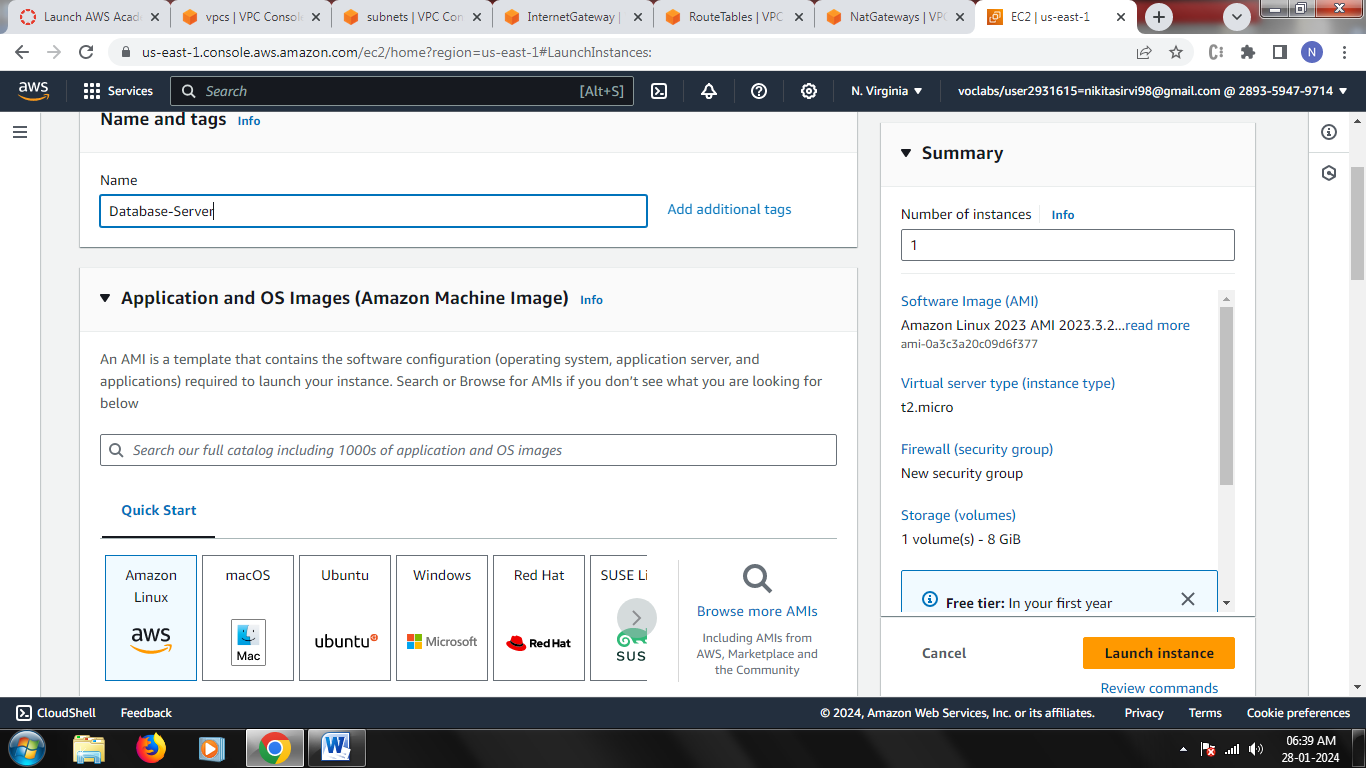 Launch AWS Acade
vpcs | VPC Console
subnets | VPC Con
InternetGateway |
RouteTables | VPC
NatGateways | VPC
EC2 | us-east-1
us-east-1.console.aws.amazon.com/ec2/home?region=us-east-1#LaunchInstances:
N
aws
Services
Search
[Alt+S]
N. Virginia
voclabs/user2931615=nikitasirvi98@gmail.com @ 2893-5947-9714
Name and tags Info
Name
Database-Server
Add additional tags
Application and OS Images (Amazon Machine Image) Info
An AMI is a template that contains the software configuration (operating system, application server, and
applications) required to launch your instance. Search or Browse for AMIs if you don’t see what you are looking for
below
Search our full catalog including 1000s of application and OS images
Quick Start
Amazon
Linux
aws
macOS
Mac
Ubuntu
ubuntu
Windows
Microsoft
Red Hat
Red Hat
SUSE Li
SUS
Browse more AMIs
Including AMIs from
AWS, Marketplace and
the Community
Summary
Number of instances Info
1
Software Image (AMI)
Amazon Linux 2023 AMI 2023.3.2...read more
ami-0a3c3a20c09d6f377
Virtual server type (instance type)
t2.micro
Firewall (security group)
New security group
Storage (volumes)
1 volume(s) - 8 GiB
Free tier: In your first year
Cancel
Launch instance
Review commands
CloudShell
Feedback
© 2024, Amazon Web Services, Inc. or its affiliates.
Privacy
Terms
Cookie preferences
W
06:39 AM
28-01-2024